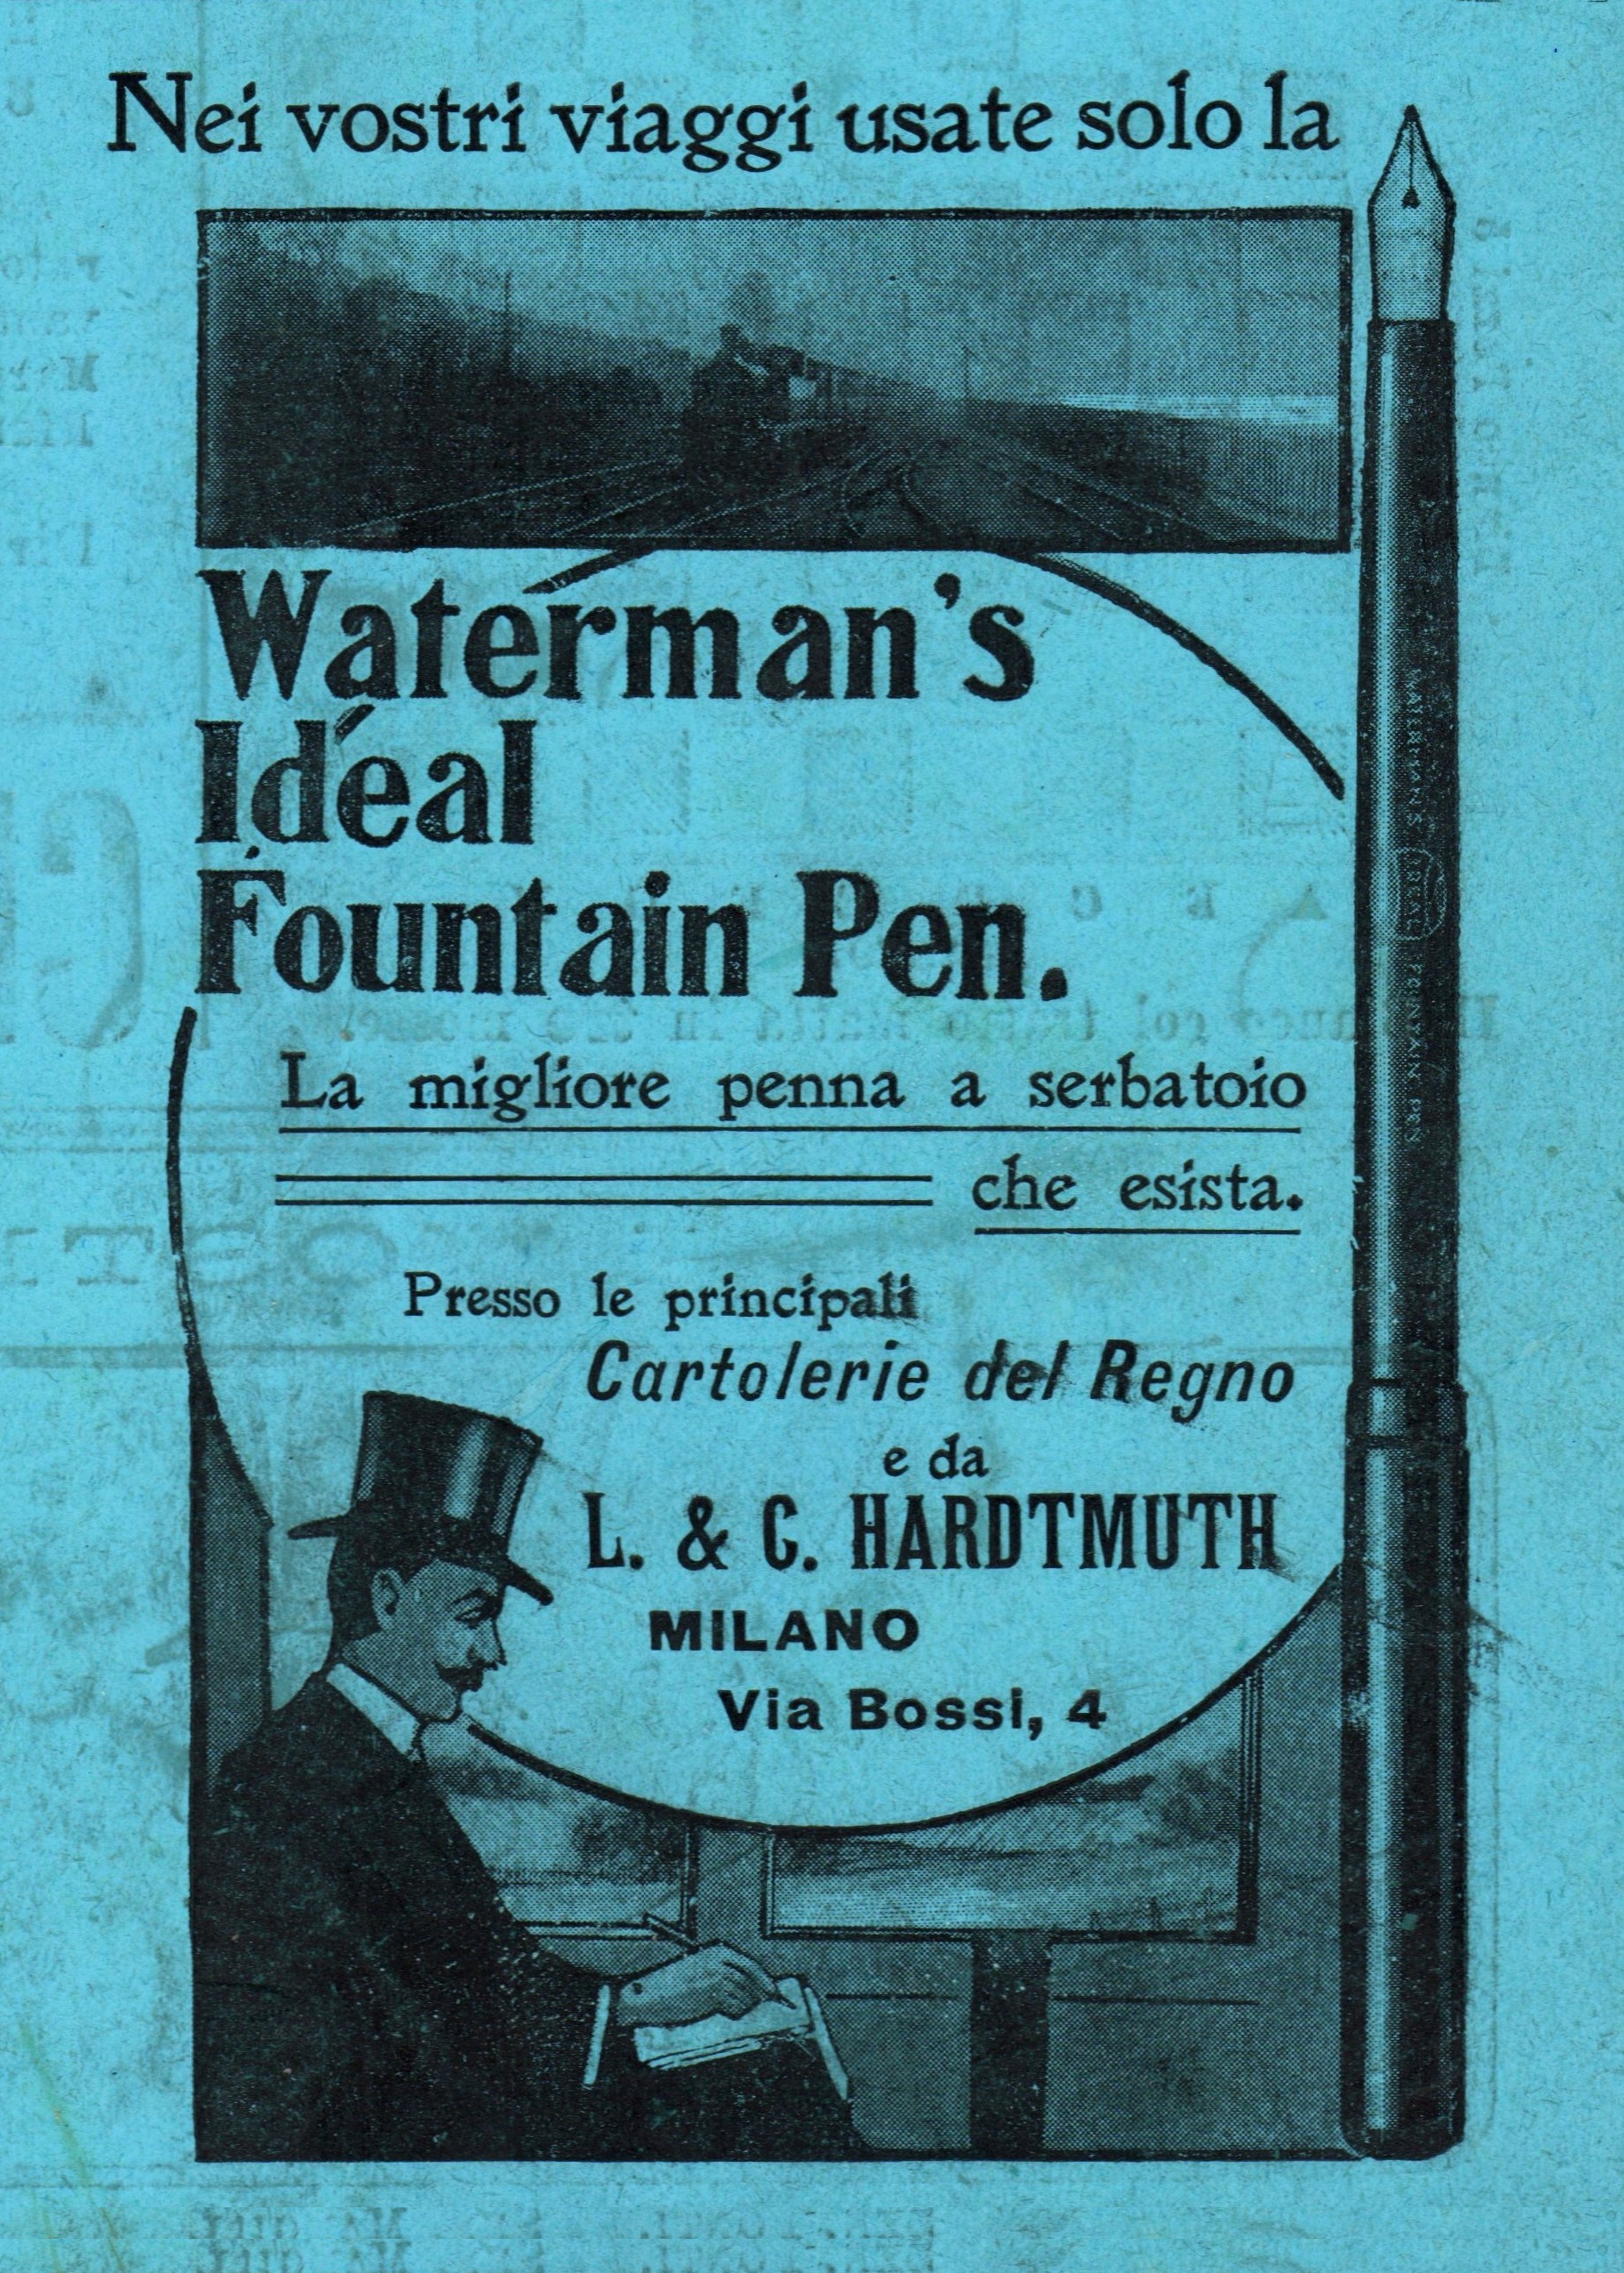 Nei vostri viaggi usate solo la
Waterman's
Ideal
Fountain Pen.
La migliore penna a serbatoio
che esista.
Presso le principali
Cartolerie del Regno
e da
L. & C. HARDTMUTH
MILANO
Via Bossi, 4
WATERMAN'S IDEAL FOUNTAIN PEN